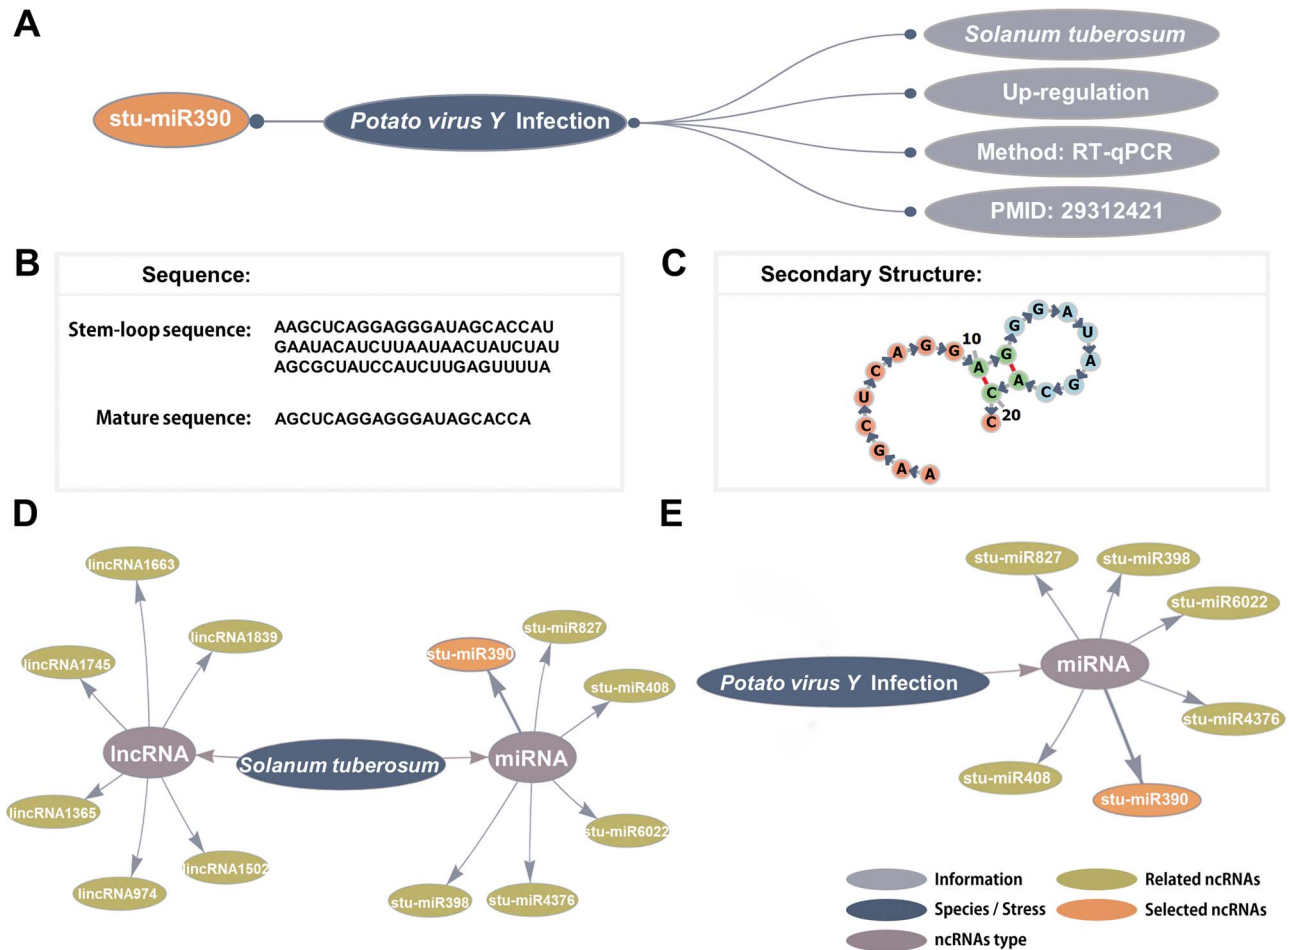 A
stu-miR390
Potato virus Y Infection
Solanum tuberosum
Up-regulation
Method: RT-qPCR
PMID: 29312421
B
Sequence:
Stem-loop sequence:
AAGCUCAGGAGGGAUAGCACCAU
GAAUACAUCUUAAUAACUAUCUAU
AGCGCUAUCCAUCUUGAGUUUUA
Mature sequence:
AGCUCAGGAGGGAUAGCACCA
C
Secondary Structure:
A
A
G
C
U
C
A
G
G
10
A
G
G
G
A
U
A
G
C
A
C
20
C
D
lincRNA1663
lincRNA1839
lincRNA1745
lncRNA
lincRNA1365
lincRNA974
lincRNA1502
Solanum tuberosum
miRNA
stu-miR390
stu-miR827
stu-miR408
stu-miR6022
stu-miR4376
stu-miR398
E
Potato virus Y Infection
miRNA
stu-miR827
stu-miR398
stu-miR6022
stu-miR4376
stu-miR390
stu-miR408
Information
Species / Stress
ncRNAs type
Related ncRNAs
Selected ncRNAs